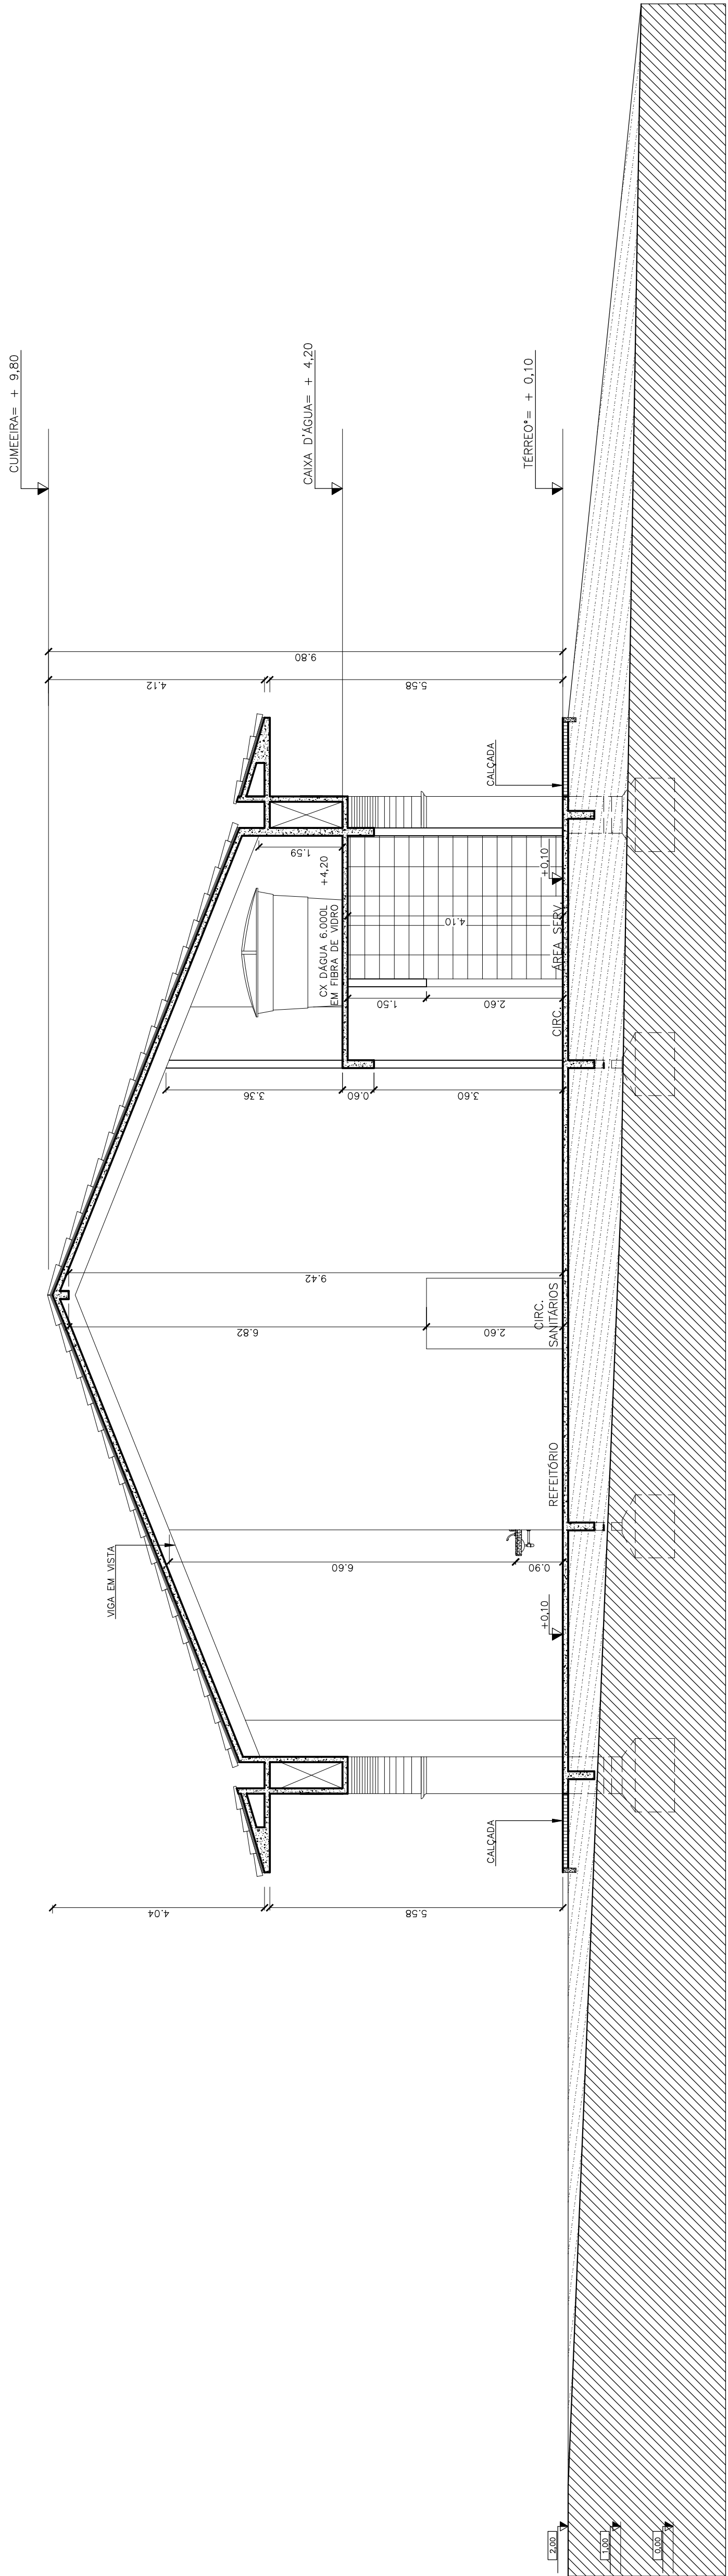 CUMEEIRA= + 9,80
CAIXA D'ÁGUA= + 4,20
TÉRREO°= + 0,10
9.80
4.12
5.58
CALÇADA
1.59
+4,20
CX DÁGUA 6.000L
EM FIBRA DE VIDRO
4.10
+0,10
ÁREA SERV.
1.50
2.60
CIRC.
3.36
0.60
3.60
9.42
6.82
2.60
CIRC.
SANITÁRIOS
REFEITÓRIO
VIGA EM VISTA
6.60
0.90
+0,10
CALÇADA
4.04
5.58
2,00
1,00
0,00